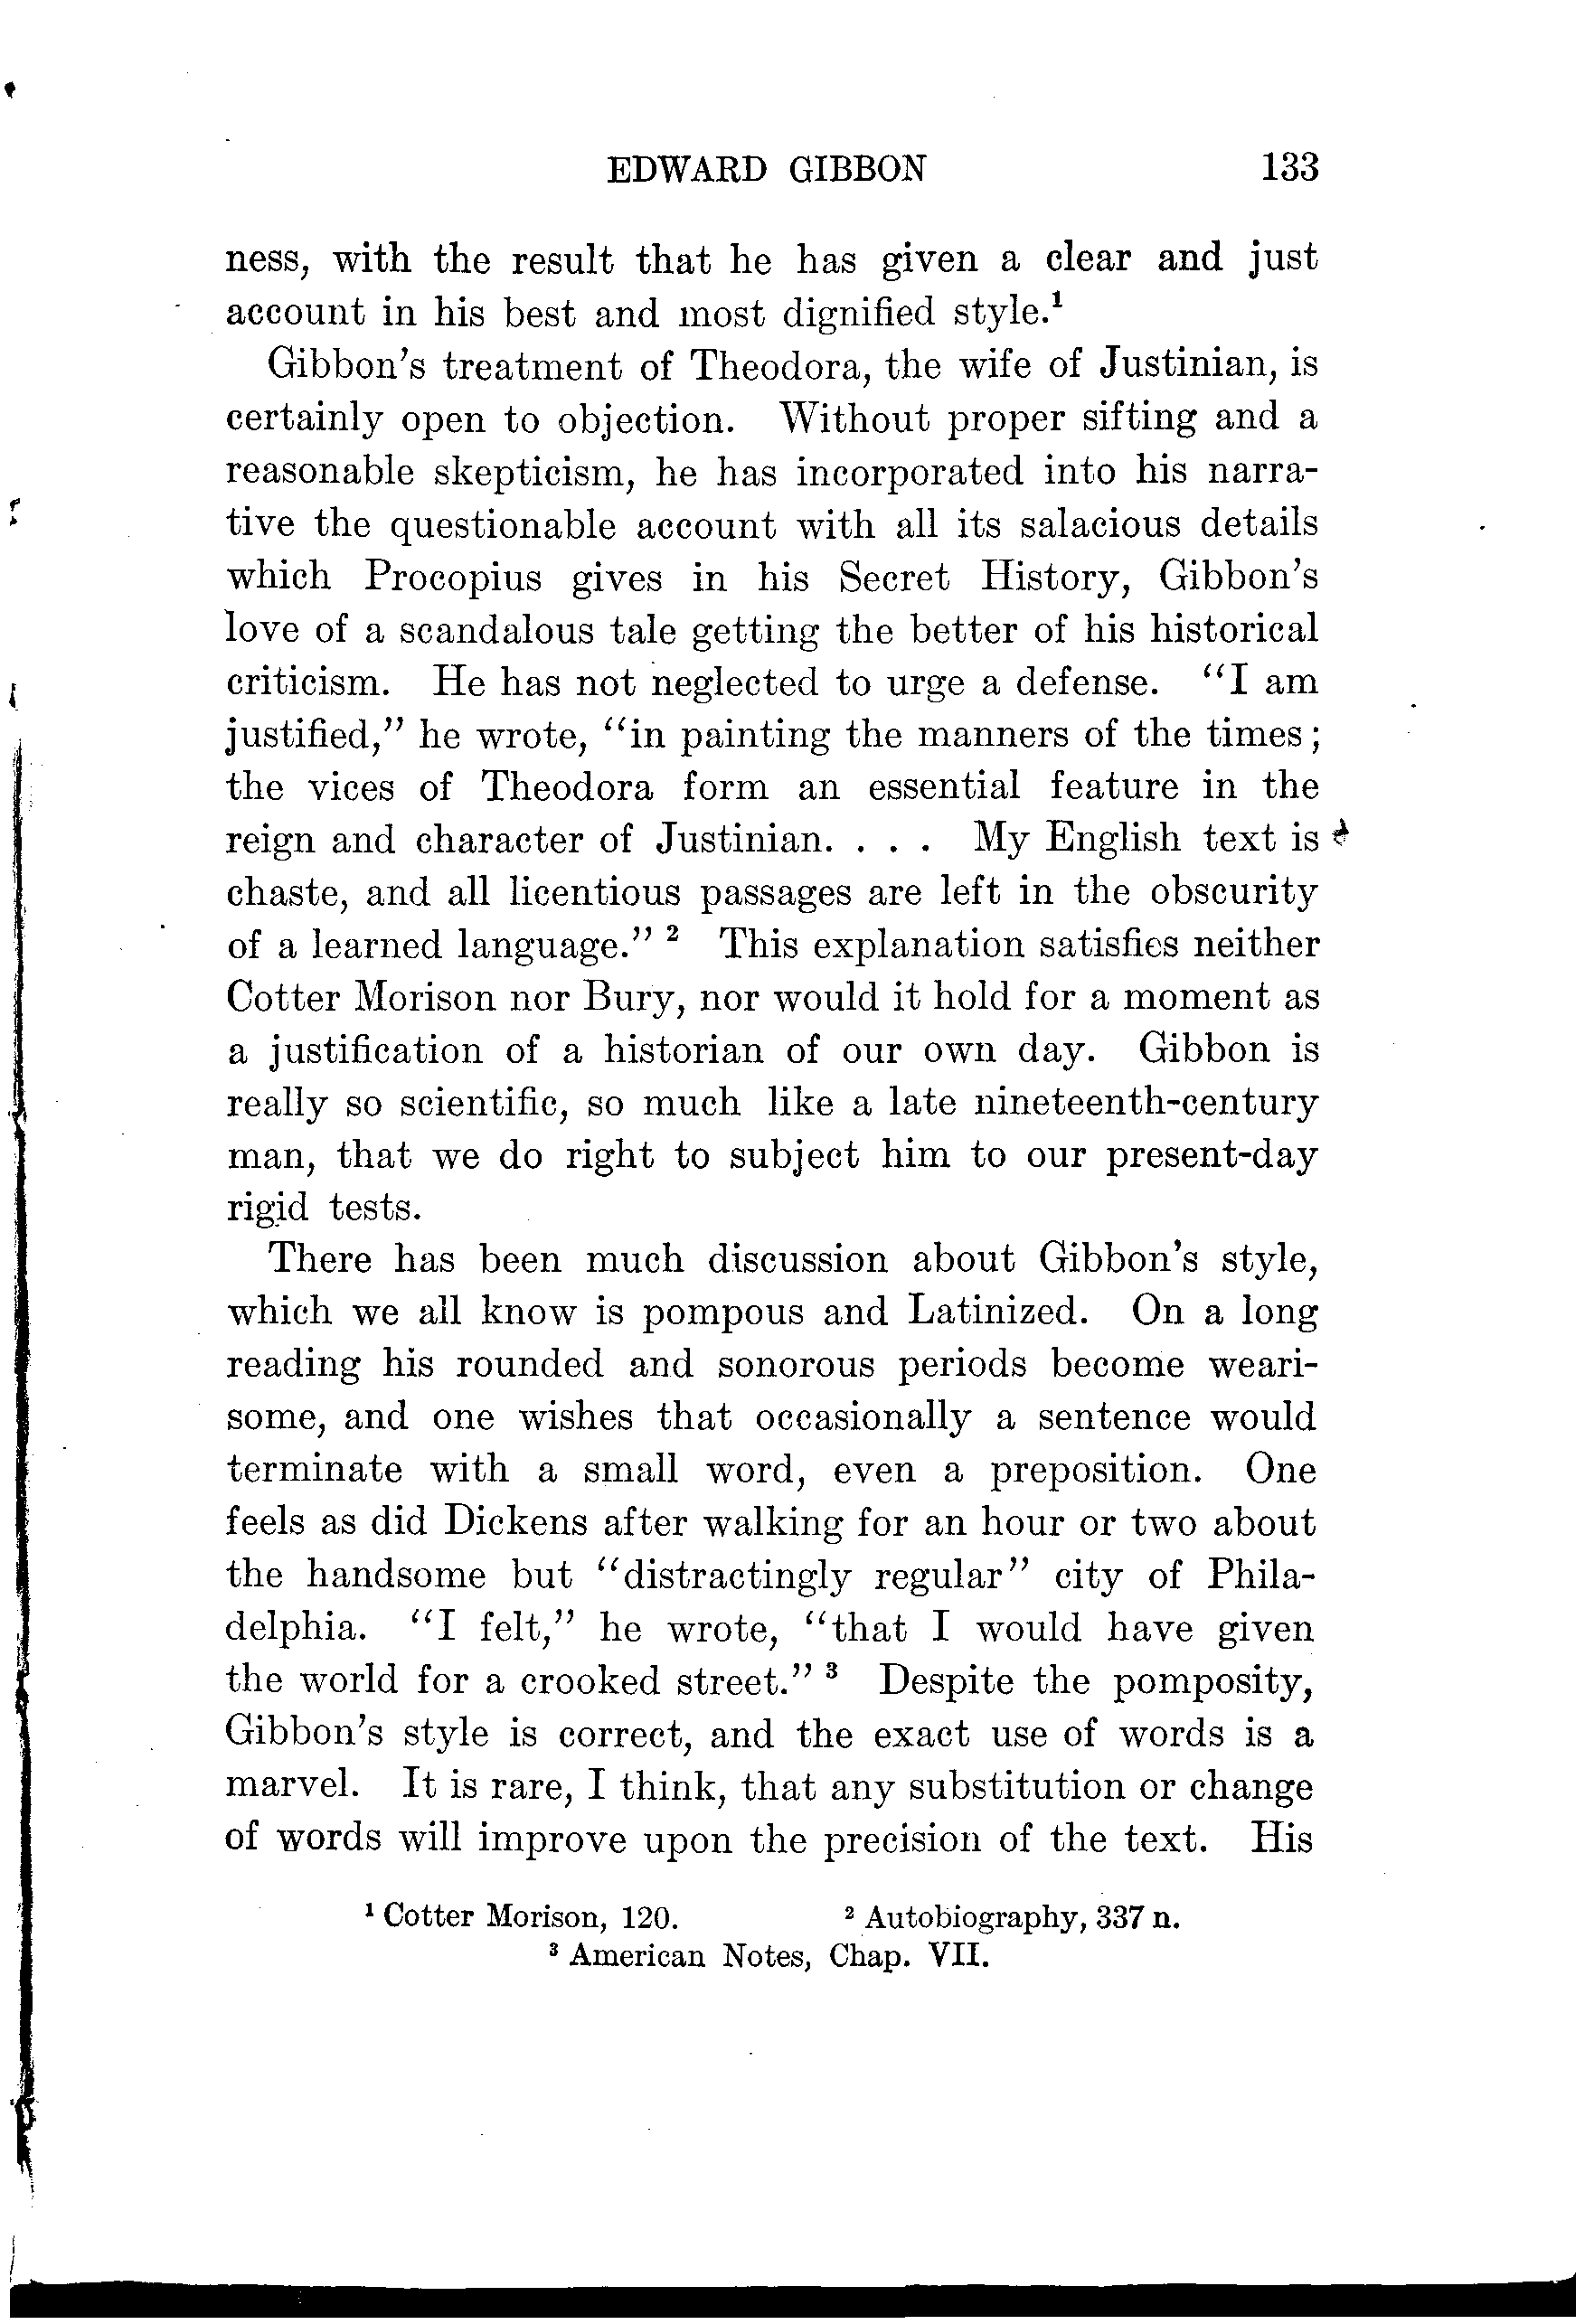 EDWARD GIBBON 133
ness, with the result that he has given a clear and just
account in his best and most dignified style.¹
Gibbon's treatment of Theodora, the wife of Justinian, is
certainly open to objection. Without proper sifting and a
reasonable skepticism, he has incorporated into his narra-
tive the questionable account with all its salacious details
which Procopius gives in his Secret History, Gibbon's
love of a scandalous tale getting the better of his historical
criticism. He has not neglected to urge a defense. "I am
justified," he wrote, "in painting the manners of the times;
the vices of Theodora form an essential feature in the
reign and character of Justinian. . . . My English text is
chaste, and all licentious passages are left in the obscurity
of a learned language." ² This explanation satisfies neither
Cotter Morison nor Bury, nor would it hold for a moment as
a justification of a historian of our own day. Gibbon is
really so scientific, so much like a late nineteenth-century
man, that we do right to subject him to our present-day
rigid tests.
There has been much discussion about Gibbon's style,
which we all know is pompous and Latinized. On a long
reading his rounded and sonorous periods become weari-
some, and one wishes that occasionally a sentence would
terminate with a small word, even a preposition. One
feels as did Dickens after walking for an hour or two about
the handsome but "distractingly regular" city of Phila-
delphia. "I felt," he wrote, "that I would have given
the world for a crooked street." ³ Despite the pomposity,
Gibbon's style is correct, and the exact use of words is a
marvel. It is rare, I think, that any substitution or change
of words will improve upon the precision of the text. His
¹ Cotter Morison, 120. ² Autobiography, 337 n.
³ American Notes, Chap. VII.